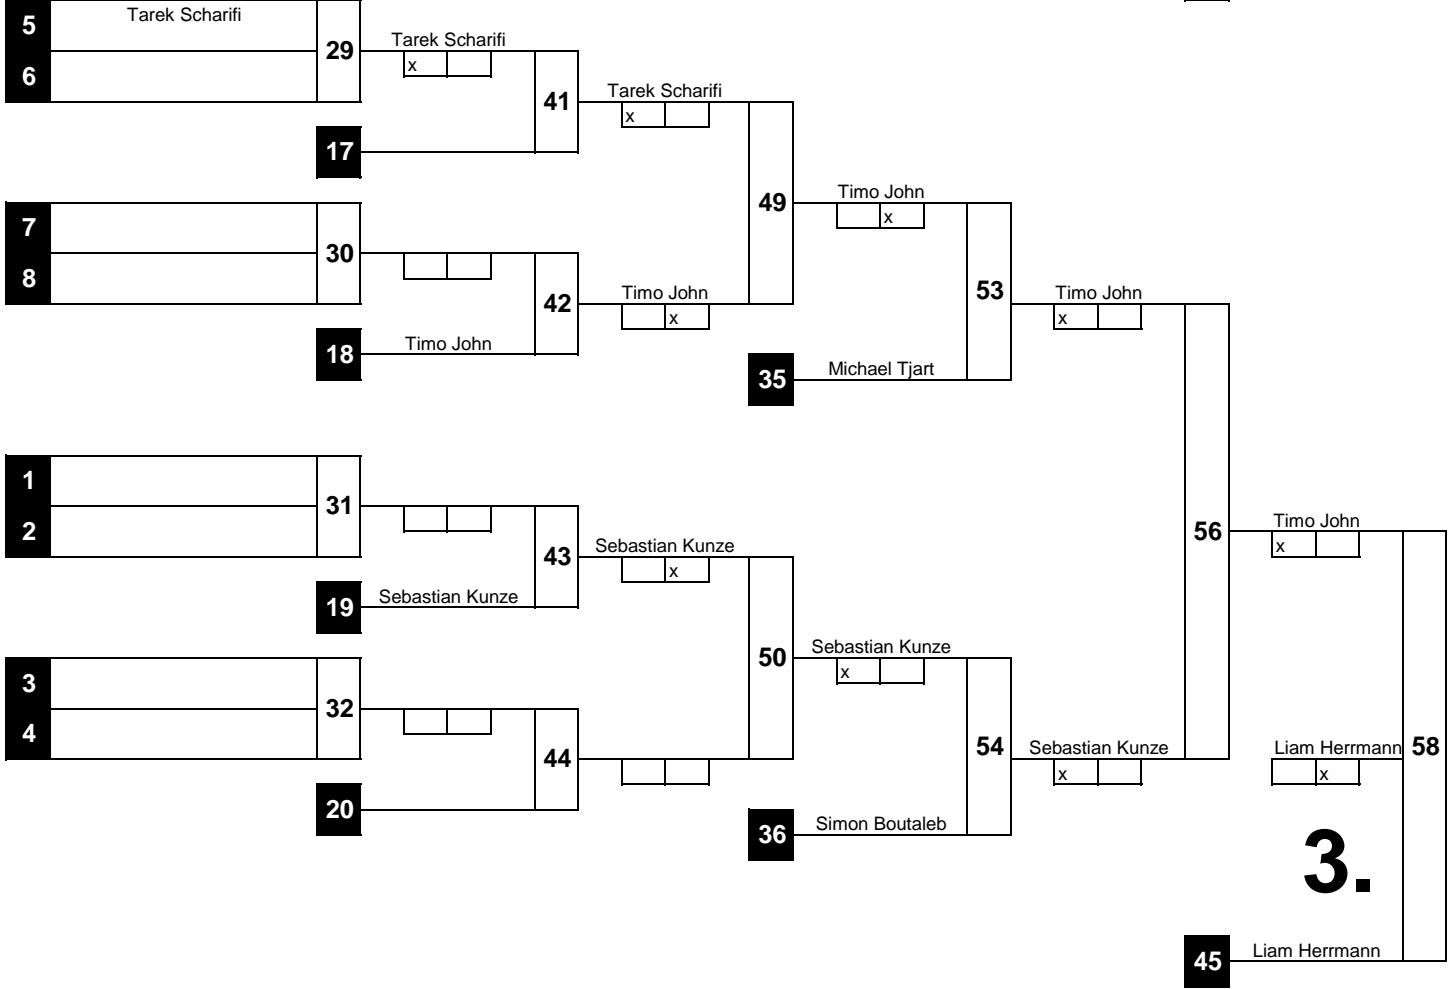 5 Tarek Scharifi
29 Tarek Scharifi
6 x
41 Tarek Scharifi
x
17
49 Timo John
7 x
30
8
42 Timo John 53 Timo John
x x
18 Timo John
35 Michael Tjart
1
31
2
43 Sebastian Kunze 56 Timo John
x x
19 Sebastian Kunze
50 Sebastian Kunze
3 x
32
4
44 54 Sebastian Kunze Liam Herrmann 58
x x
20
36 Simon Boutaleb
3.
45 Liam Herrmann